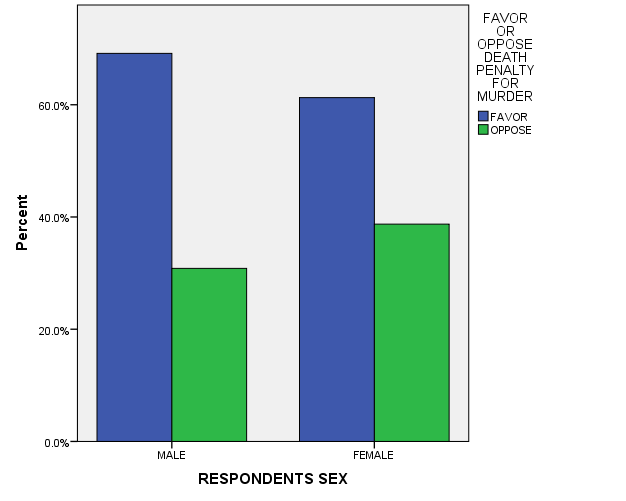 FAVOR
OR
OPPOSE
DEATH
PENALTY
FOR
MURDER
FAVOR
OPPOSE
Percent
60.0%
40.0%
20.0%
0.0%
MALE
FEMALE
RESPONDENTS SEX